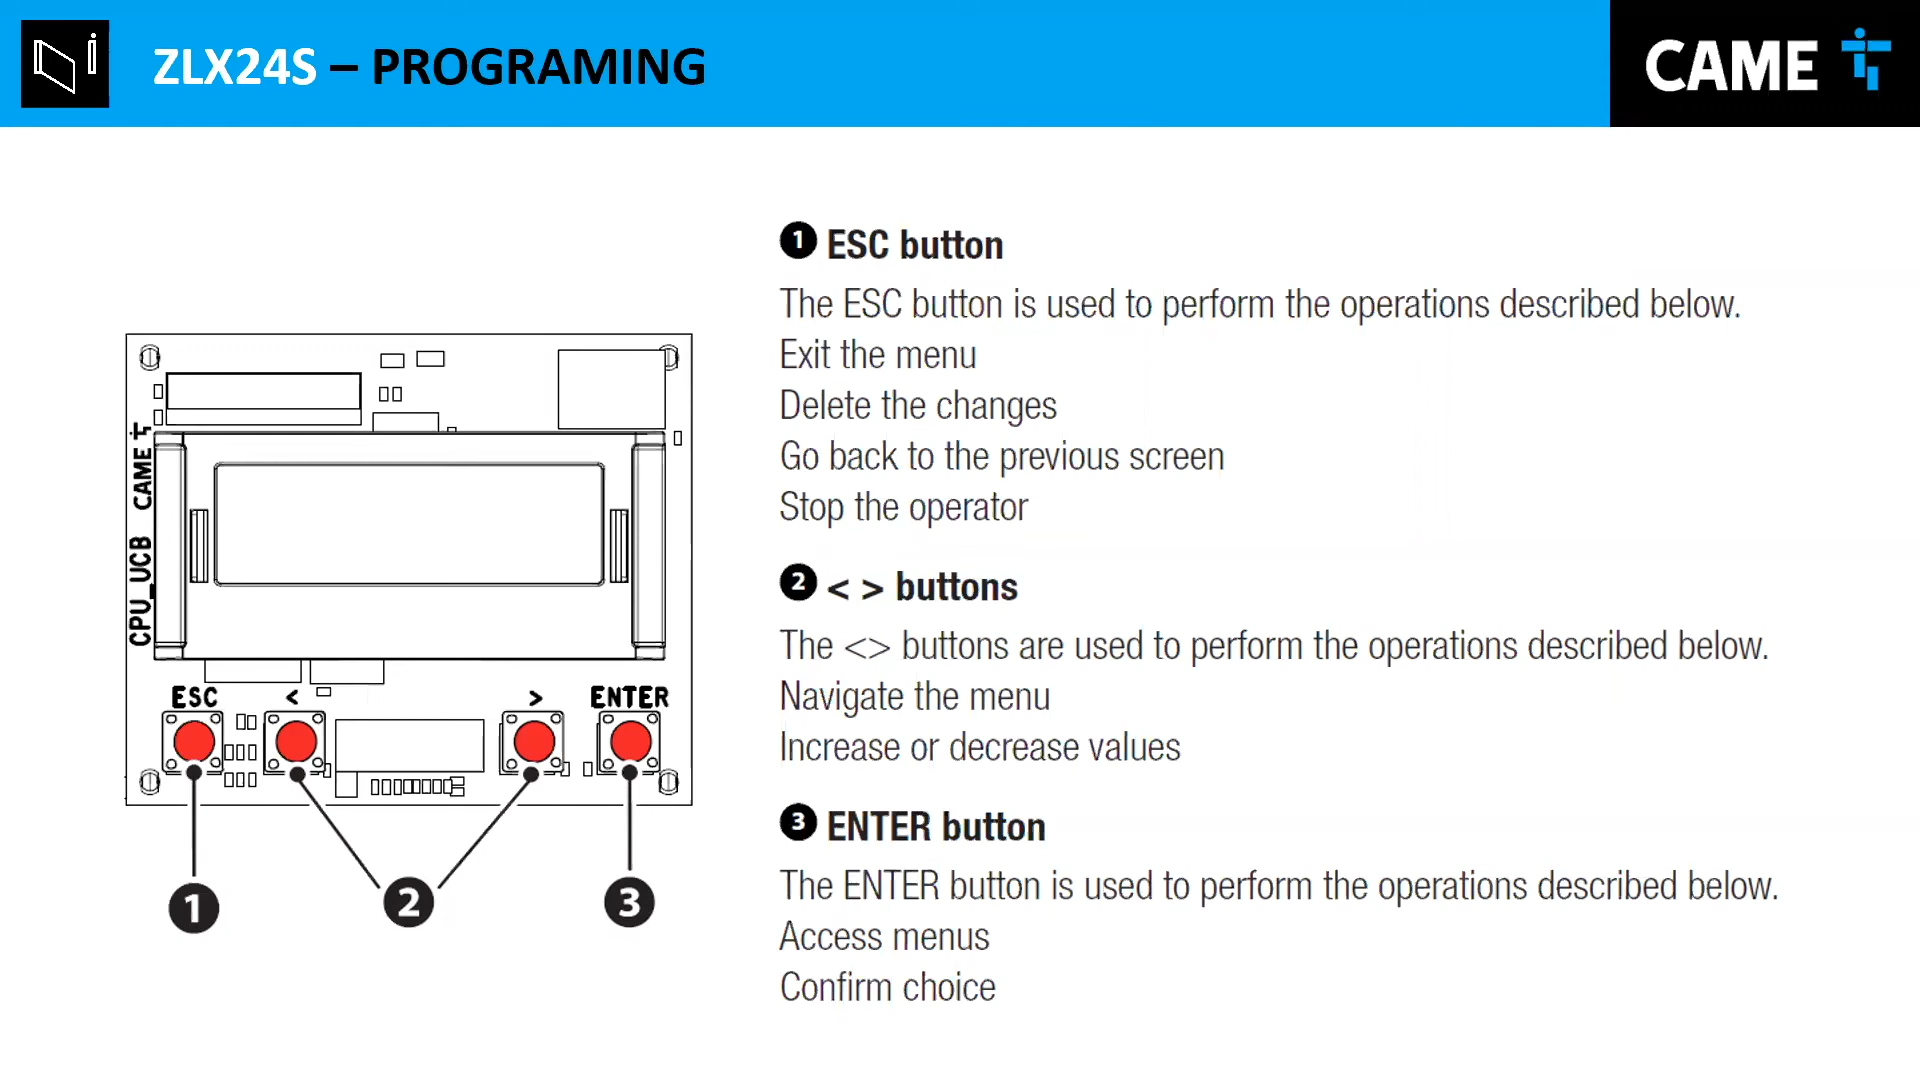 ZLX24S – PROGRAMING
CAME
1 ESC button
The ESC button is used to perform the operations described below.
Exit the menu
Delete the changes
Go back to the previous screen
Stop the operator
2 < > buttons
The <> buttons are used to perform the operations described below.
Navigate the menu
Increase or decrease values
3 ENTER button
The ENTER button is used to perform the operations described below.
Access menus
Confirm choice
CPU_UCB CAME
ESC < > ENTER
1 2 3